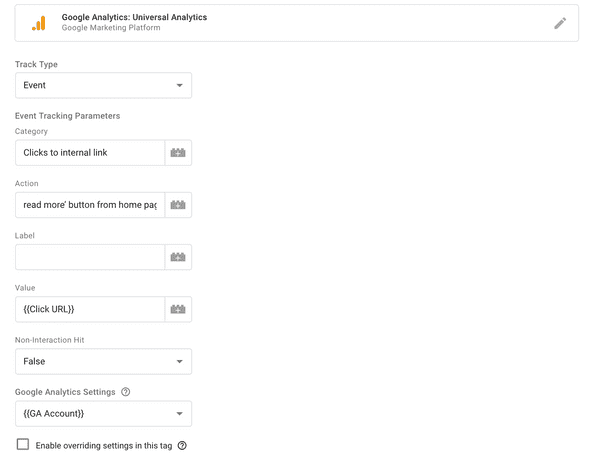 Google Analytics: Universal Analytics
Google Marketing Platform
Track Type
Event
Event Tracking Parameters
Category
Clicks to internal link
Action
read more’ button from home pag
Label
Value
{{Click URL}}
Non-Interaction Hit
False
Google Analytics Settings
{{GA Account}}
Enable overriding settings in this tag